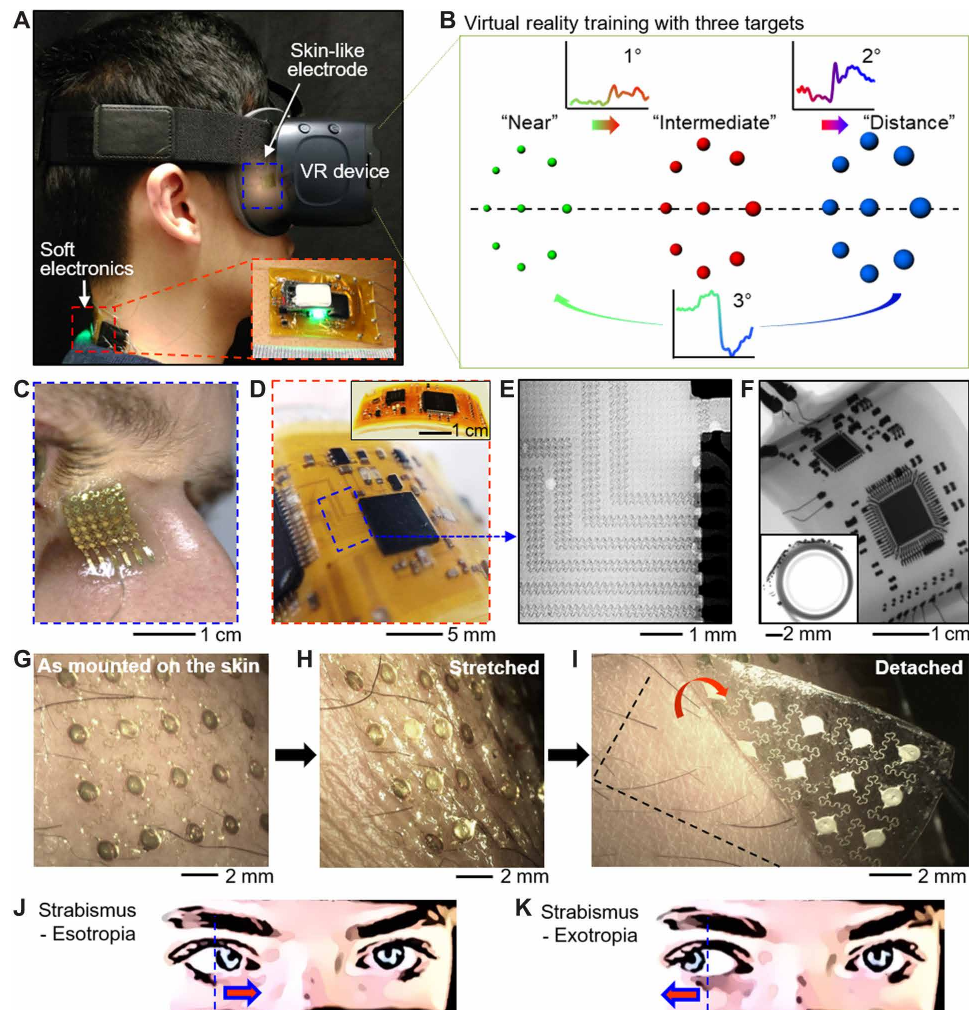 A
Skin-like
electrode
VR device
Soft
electronics
B Virtual reality training with three targets
1°
2°
"Near"
"Intermediate"
"Distance"
3°
C
1 cm
D
1 cm
5 mm
E
1 mm
F
2 mm
1 cm
G As mounted on the skin
2 mm
H Stretched
2 mm
I Detached
2 mm
J Strabismus
- Esotropia
K Strabismus
- Exotropia